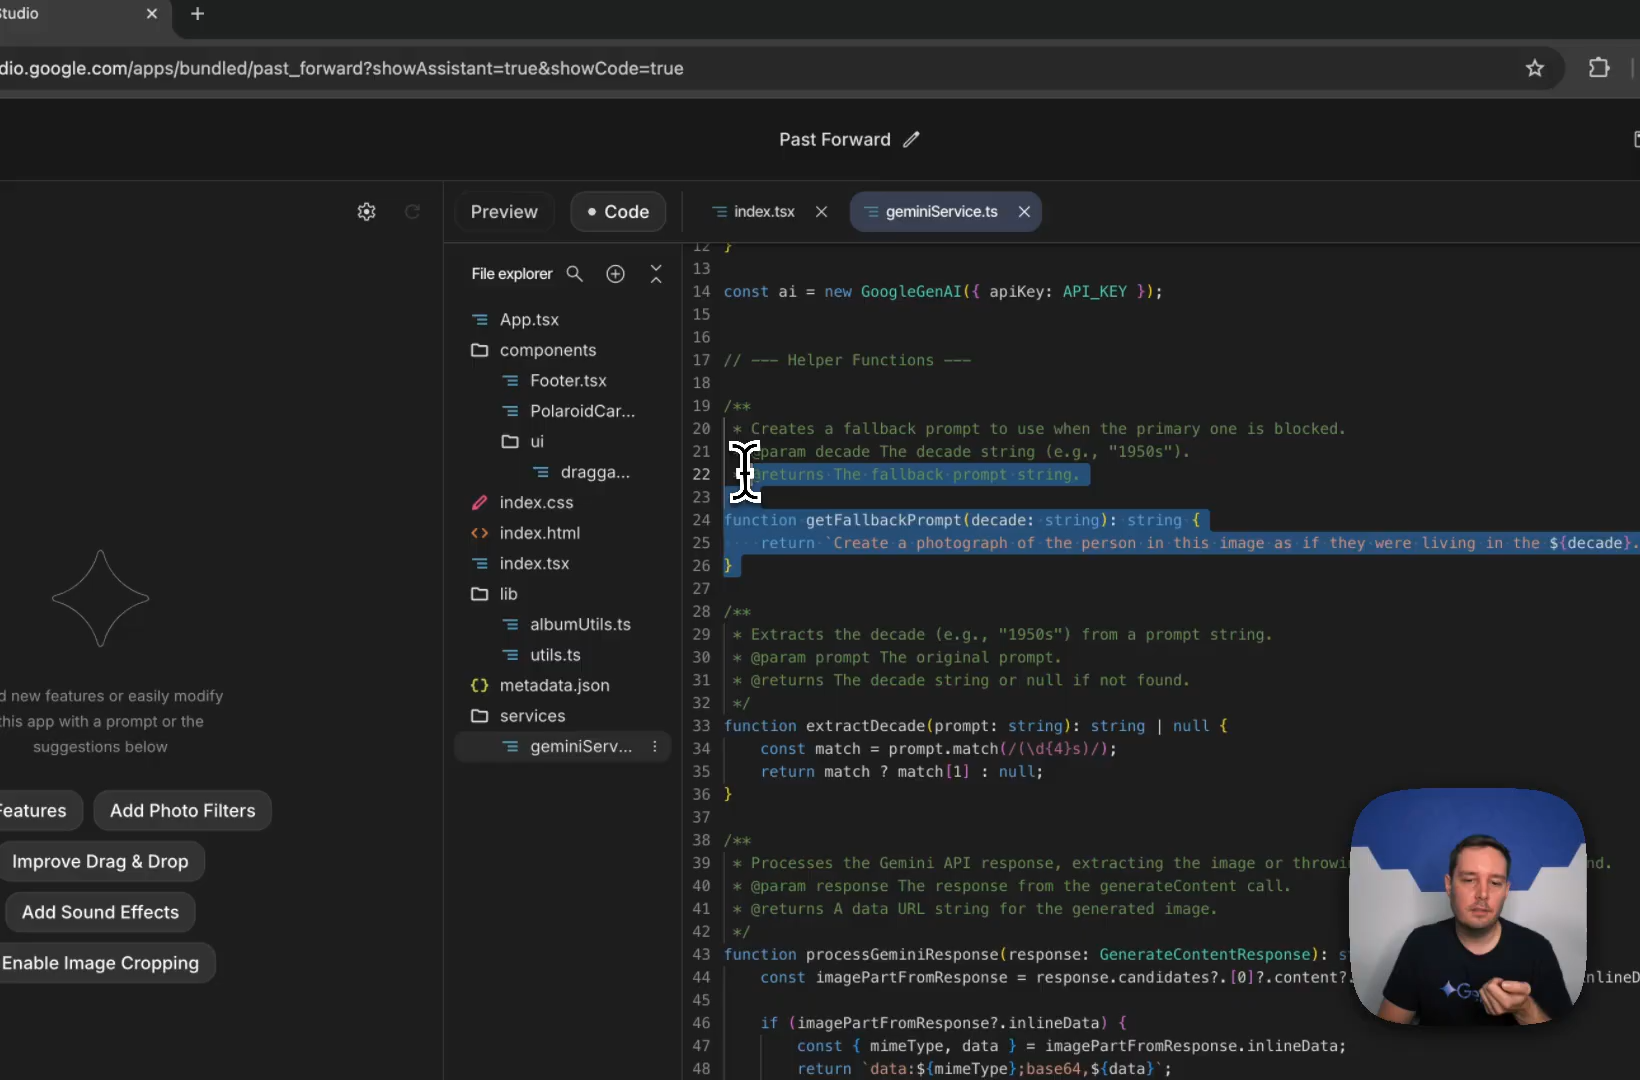 Studio
dio.google.com/apps/bundled/past_forward?showAssistant=true&showCode=true
Past Forward
Preview
Code
index.tsx
geminiService.ts
File explorer
App.tsx
components
Footer.tsx
PolaroidCar...
ui
dragga...
index.css
index.html
index.tsx
lib
albumUtils.ts
utils.ts
metadata.json
services
geminiServ...
d new features or easily modify
this app with a prompt or the
suggestions below
Features
Add Photo Filters
Improve Drag & Drop
Add Sound Effects
Enable Image Cropping
12 }
13
14 const ai = new GoogleGenAI({ apiKey: API_KEY });
15
16
17 // --- Helper Functions ---
18
19 /**
20 * Creates a fallback prompt to use when the primary one is blocked.
21 @param decade The decade string (e.g., "1950s").
22 @returns The fallback prompt string.
23
24 function getFallbackPrompt(decade: string): string {
25 return `Create a photograph of the person in this image as if they were living in the ${decade}.
26 }
27
28 /**
29 * Extracts the decade (e.g., "1950s") from a prompt string.
30 * @param prompt The original prompt.
31 * @returns The decade string or null if not found.
32 */
33 function extractDecade(prompt: string): string | null {
34 const match = prompt.match(/(\d{4}s)/);
35 return match ? match[1] : null;
36 }
37
38 /**
39 * Processes the Gemini API response, extracting the image or throwi nd.
40 * @param response The response from the generateContent call.
41 * @returns A data URL string for the generated image.
42 */
43 function processGeminiResponse(response: GenerateContentResponse): s
44 const imagePartFromResponse = response.candidates?.[0]?.content?. nlineD
45
46 if (imagePartFromResponse?.inlineData) {
47 const { mimeType, data } = imagePartFromResponse.inlineData;
48 return `data:${mimeType};base64,${data}`;